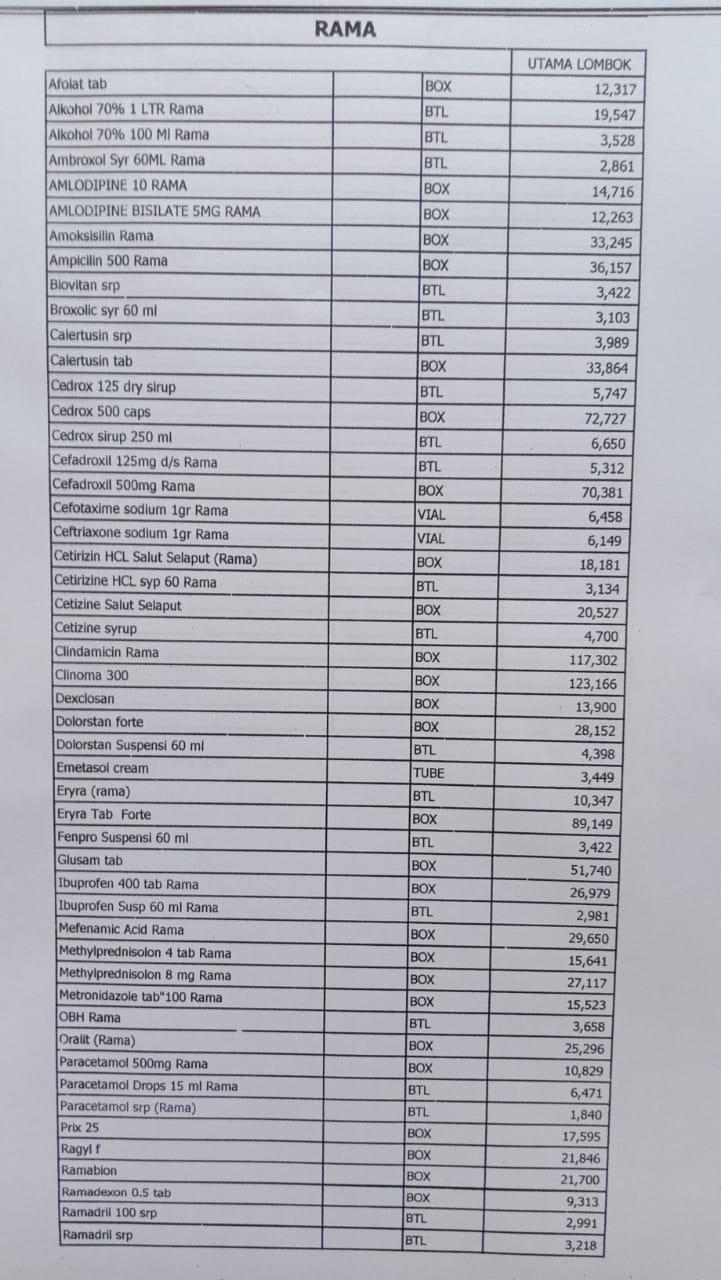 RAMA
UTAMA LOMBOK
Afolat tab BOX 12,317
Alkohol 70% 1 LTR Rama BTL 19,547
Alkohol 70% 100 Ml Rama BTL 3,528
Ambroxol Syr 60ML Rama BTL 2,861
AMLODIPINE 10 RAMA BOX 14,716
AMLODIPINE BISILATE 5MG RAMA BOX 12,263
Amoksisilin Rama BOX 33,245
Ampicilin 500 Rama BOX 36,157
Biovitan srp BTL 3,422
Broxolic syr 60 ml BTL 3,103
Calertusin srp BTL 3,989
Calertusin tab BOX 33,864
Cedrox 125 dry sirup BTL 5,747
Cedrox 500 caps BOX 72,727
Cedrox sirup 250 ml BTL 6,650
Cefadroxil 125mg d/s Rama BTL 5,312
Cefadroxil 500mg Rama BOX 70,381
Cefotaxime sodium 1gr Rama VIAL 6,458
Ceftriaxone sodium 1gr Rama VIAL 6,149
Cetirizin HCL Salut Selaput (Rama) BOX 18,181
Cetirizine HCL syp 60 Rama BTL 3,134
Cetizine Salut Selaput BOX 20,527
Cetizine syrup BTL 4,700
Clindamicin Rama BOX 117,302
Clinoma 300 BOX 123,166
Dexclosan BOX 13,900
Dolorstan forte BOX 28,152
Dolorstan Suspensi 60 ml BTL 4,398
Emetasol cream TUBE 3,449
Eryra (rama) BTL 10,347
Eryra Tab Forte BOX 89,149
Fenpro Suspensi 60 ml BTL 3,422
Glusam tab BOX 51,740
Ibuprofen 400 tab Rama BOX 26,979
Ibuprofen Susp 60 ml Rama BTL 2,981
Mefenamic Acid Rama BOX 29,650
Methylprednisolon 4 tab Rama BOX 15,641
Methylprednisolon 8 mg Rama BOX 27,117
Metronidazole tab"100 Rama BOX 15,523
OBH Rama BTL 3,658
Oralit (Rama) BOX 25,296
Paracetamol 500mg Rama BOX 10,829
Paracetamol Drops 15 ml Rama BTL 6,471
Paracetamol srp (Rama) BTL 1,840
Prix 25 BOX 17,595
Ragyl f BOX 21,846
Ramabion BOX 21,700
Ramadexon 0.5 tab BOX 9,313
Ramadril 100 srp BTL 2,991
Ramadril srp BTL 3,218